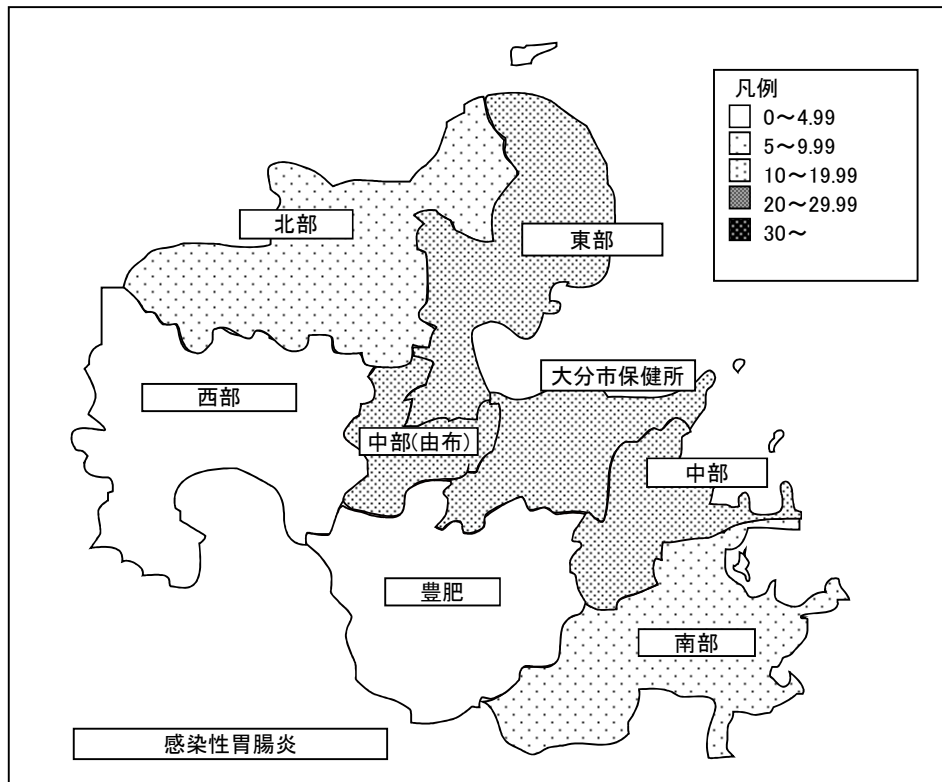 凡例
0～4.99
5～9.99
10～19.99
20～29.99
30～
北部
東部
大分市保健所
西部
中部(由布)
中部
豊肥
南部
感染性胃腸炎